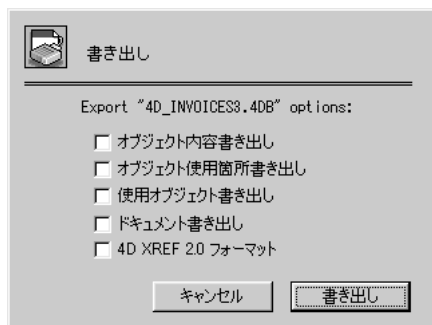 書き出し
Export "4D_INVOICES3.4DB" options:
オブジェクト内容書き出し
オブジェクト使用箇所書き出し
使用オブジェクト書き出し
ドキュメント書き出し
4D XREF 2.0 フォーマット
キャンセル
書き出し